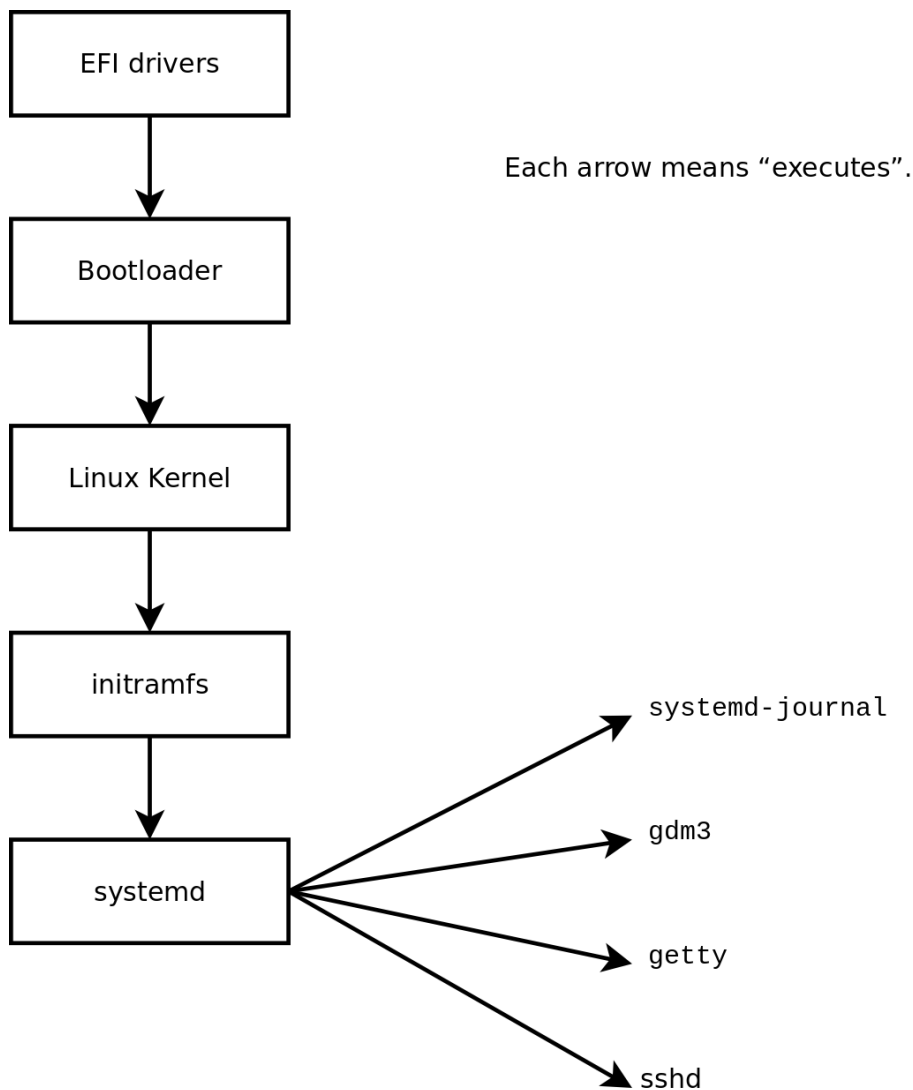 EFI drivers
Each arrow means “executes”.
Bootloader
Linux Kernel
initramfs
systemd-journal
gdm3
systemd
getty
sshd